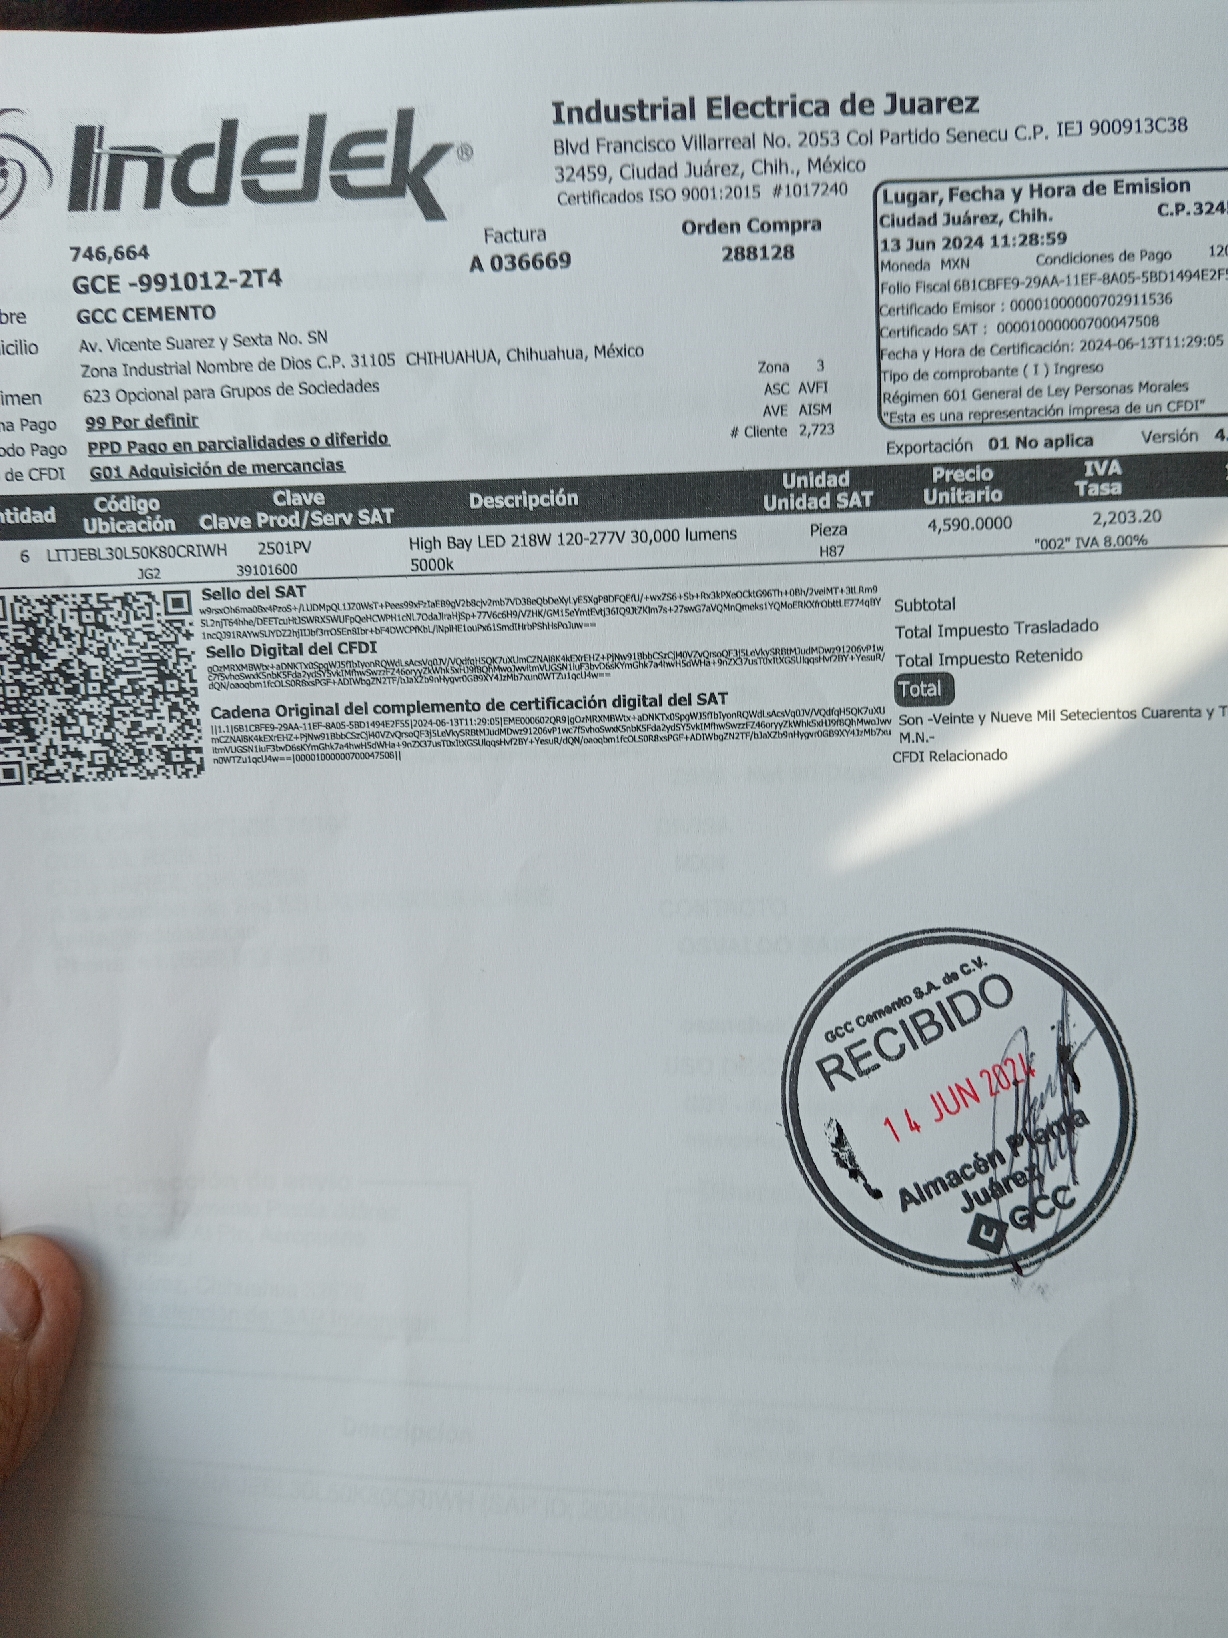 Indelek®
Industrial Electrica de Juarez
Blvd Francisco Villarreal No. 2053 Col Partido Senecu C.P. IEJ 900913C38
32459, Ciudad Juárez, Chih., México
Certificados ISO 9001:2015 #1017240
Lugar, Fecha y Hora de Emision
Ciudad Juárez, Chih. C.P.324
13 Jun 2024 11:28:59
Moneda MXN Condiciones de Pago 120
Folio Fiscal 6B1CBFE9-29AA-11EF-8A05-5BD1494E2F5
Certificado Emisor : 00001000000702911536
Certificado SAT : 00001000000700047508
Fecha y Hora de Certificación: 2024-06-13T11:29:05
Tipo de comprobante ( I ) Ingreso
Régimen 601 General de Ley Personas Morales
"Esta es una representación impresa de un CFDI"
Exportación 01 No aplica Versión 4.
746,664
Factura
A 036669
Orden Compra
288128
GCE -991012-2T4
bre GCC CEMENTO
icilio Av. Vicente Suarez y Sexta No. SN
Zona Industrial Nombre de Dios C.P. 31105 CHIHUAHUA, Chihuahua, México
imen 623 Opcional para Grupos de Sociedades
na Pago 99 Por definir
odo Pago PPD Pago en parcialidades o diferido
de CFDI G01 Adquisición de mercancias
Zona 3
ASC AVFI
AVE AISM
# Cliente 2,723
ntidad Código Ubicación Clave Clave Prod/Serv SAT Descripción Unidad Unidad SAT Precio Unitario IVA Tasa
6 LITJEBL30L50K80CRIWH 2501PV High Bay LED 218W 120-277V 30,000 lumens Pieza 4,590.0000 2,203.20
JG2 39101600 5000k H87 "002" IVA 8.00%
Sello del SAT
Sello Digital del CFDI
Cadena Original del complemento de certificación digital del SAT
Subtotal
Total Impuesto Trasladado
Total Impuesto Retenido
Total
Son -Veinte y Nueve Mil Setecientos Cuarenta y T
M.N.-
CFDI Relacionado
GCC Cemento S.A. de C.V.
RECIBIDO
14 JUN 2024
Almacén Planta
Juárez
GCC